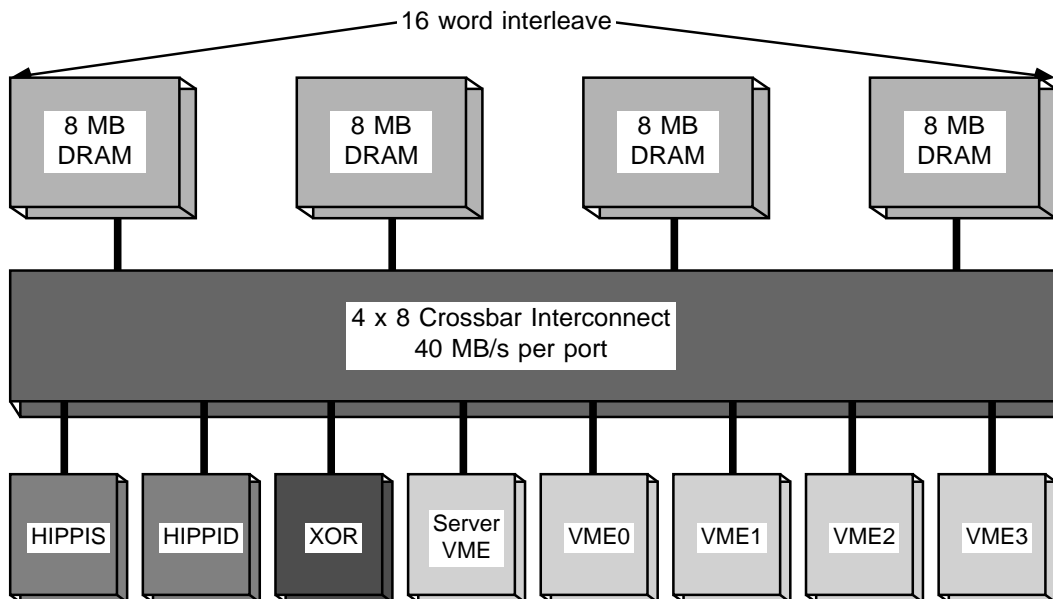 16 word interleave
8 MB
DRAM
8 MB
DRAM
8 MB
DRAM
8 MB
DRAM
4 x 8 Crossbar Interconnect
40 MB/s per port
HIPPIS
HIPPID
XOR
Server
VME
VME0
VME1
VME2
VME3